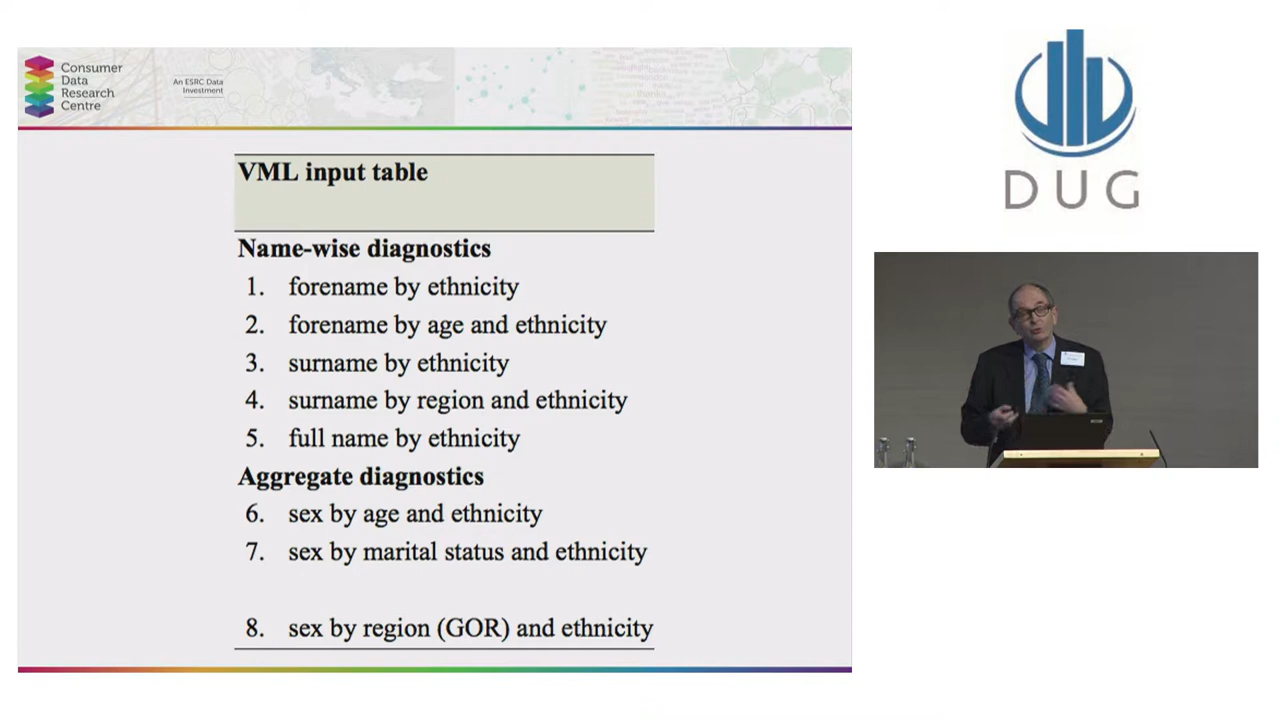 Consumer
Data
Research
Centre
An ESRC Data
Investment
VML input table
Name-wise diagnostics
1. forename by ethnicity
2. forename by age and ethnicity
3. surname by ethnicity
4. surname by region and ethnicity
5. full name by ethnicity
Aggregate diagnostics
6. sex by age and ethnicity
7. sex by marital status and ethnicity
8. sex by region (GOR) and ethnicity
DUG